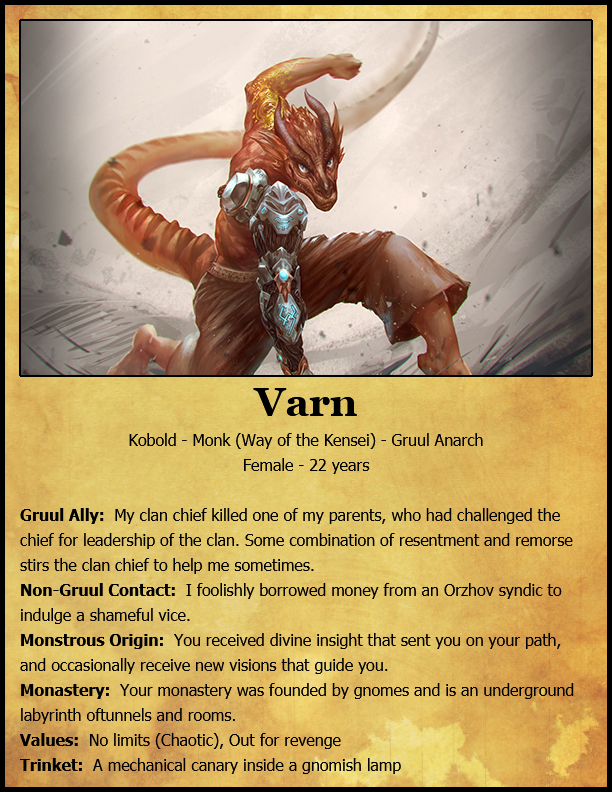 Varn
Kobold - Monk (Way of the Kensei) - Gruul Anarch
Female - 22 years
Gruul Ally: My clan chief killed one of my parents, who had challenged the
chief for leadership of the clan. Some combination of resentment and remorse
stirs the clan chief to help me sometimes.
Non-Gruul Contact: I foolishly borrowed money from an Orzhov syndic to
indulge a shameful vice.
Monstrous Origin: You received divine insight that sent you on your path,
and occasionally receive new visions that guide you.
Monastery: Your monastery was founded by gnomes and is an underground
labyrinth oftunnels and rooms.
Values: No limits (Chaotic), Out for revenge
Trinket: A mechanical canary inside a gnomish lamp